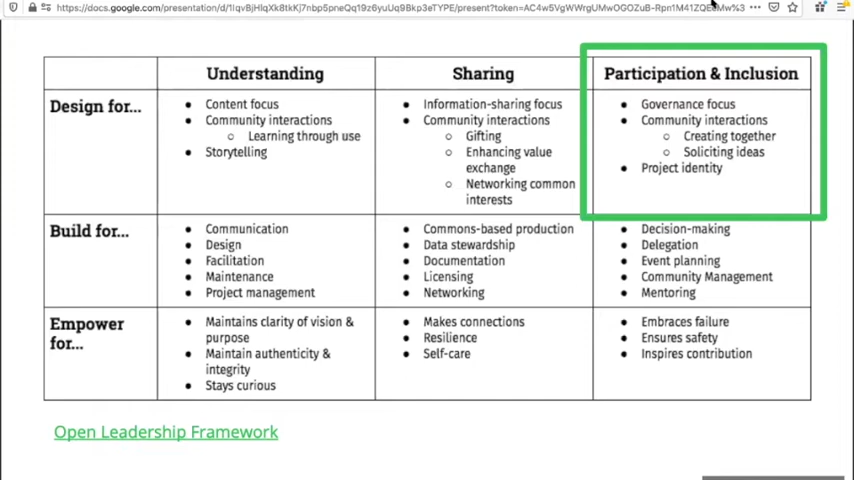 Understanding
Sharing
Participation & Inclusion
Design for...
Content focus
Community interactions
Learning through use
Storytelling
Information-sharing focus
Community interactions
Gifting
Enhancing value
exchange
Networking common
interests
Governance focus
Community interactions
Creating together
Soliciting ideas
Project identity
Build for...
Communication
Design
Facilitation
Maintenance
Project management
Commons-based production
Data stewardship
Documentation
Licensing
Networking
Decision-making
Delegation
Event planning
Community Management
Mentoring
Empower
for...
Maintains clarity of vision &
purpose
Maintain authenticity &
integrity
Stays curious
Makes connections
Resilience
Self-care
Embraces failure
Ensures safety
Inspires contribution
Open Leadership Framework